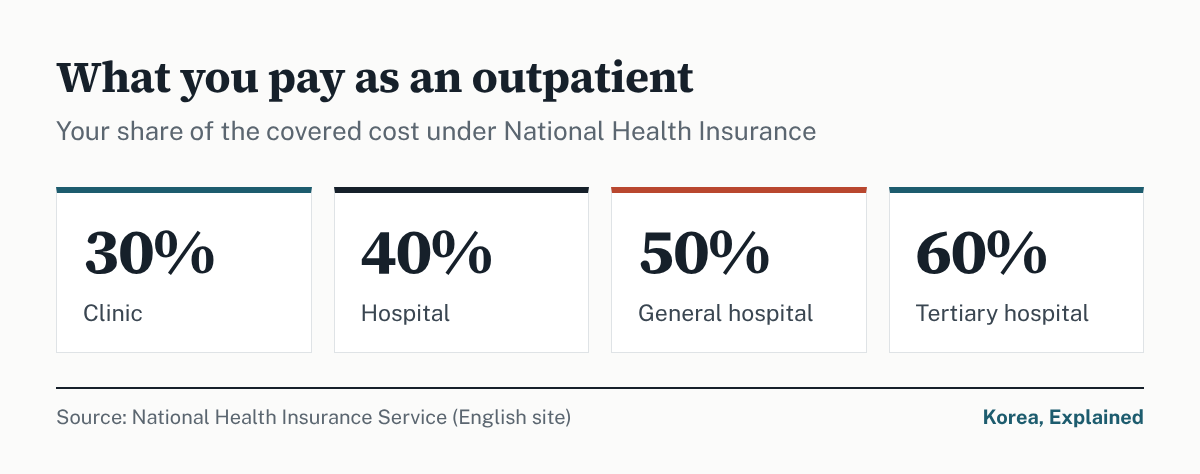 What you pay as an outpatient
Your share of the covered cost under National Health Insurance
30%
Clinic
40%
Hospital
50%
General hospital
60%
Tertiary hospital
Source: National Health Insurance Service (English site)
Korea, Explained